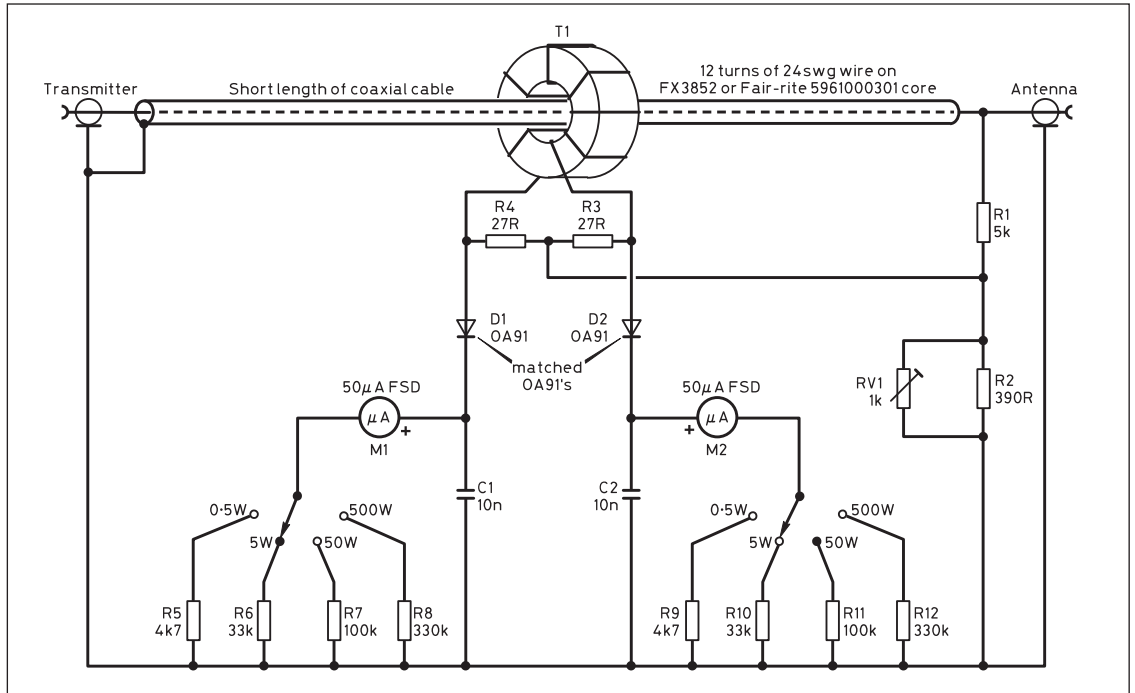 T1
Transmitter
Short length of coaxial cable
12 turns of 24swg wire on
FX3852 or Fair-rite 5961000301 core
Antenna
R4
27R
R3
27R
R1
5k
D1
OA91
D2
OA91
matched
OA91's
RV1
1k
R2
390R
50μA FSD
μA
+
M1
50μA FSD
μA
+
M2
C1
10n
C2
10n
0·5W
500W
5W
50W
0·5W
500W
5W
50W
R5
4k7
R6
33k
R7
100k
R8
330k
R9
4k7
R10
33k
R11
100k
R12
330k